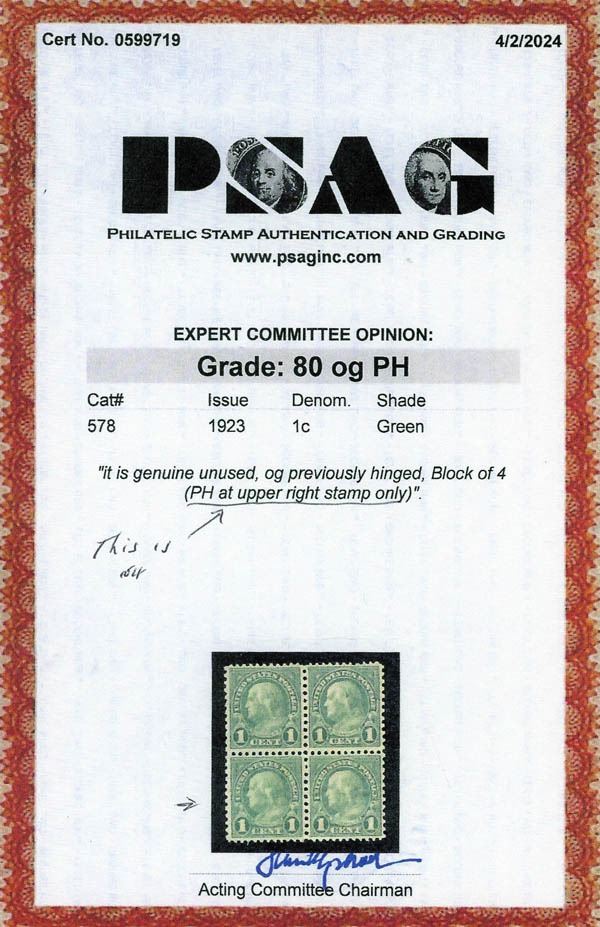 Cert No. 0599719 4/2/2024
PSAG
PHILATELIC STAMP AUTHENTICATION AND GRADING
www.psaginc.com
EXPERT COMMITTEE OPINION:
Grade: 80 og PH
Cat# Issue Denom. Shade
578 1923 1c Green
"it is genuine unused, og previously hinged, Block of 4
(PH at upper right stamp only)".
This is
UNITED STATES POSTAGE UNITED STATES POSTAGE
1 CENT 1 1 CENT 1
UNITED STATES POSTAGE UNITED STATES POSTAGE
1 CENT 1 1 CENT 1
Acting Committee Chairman